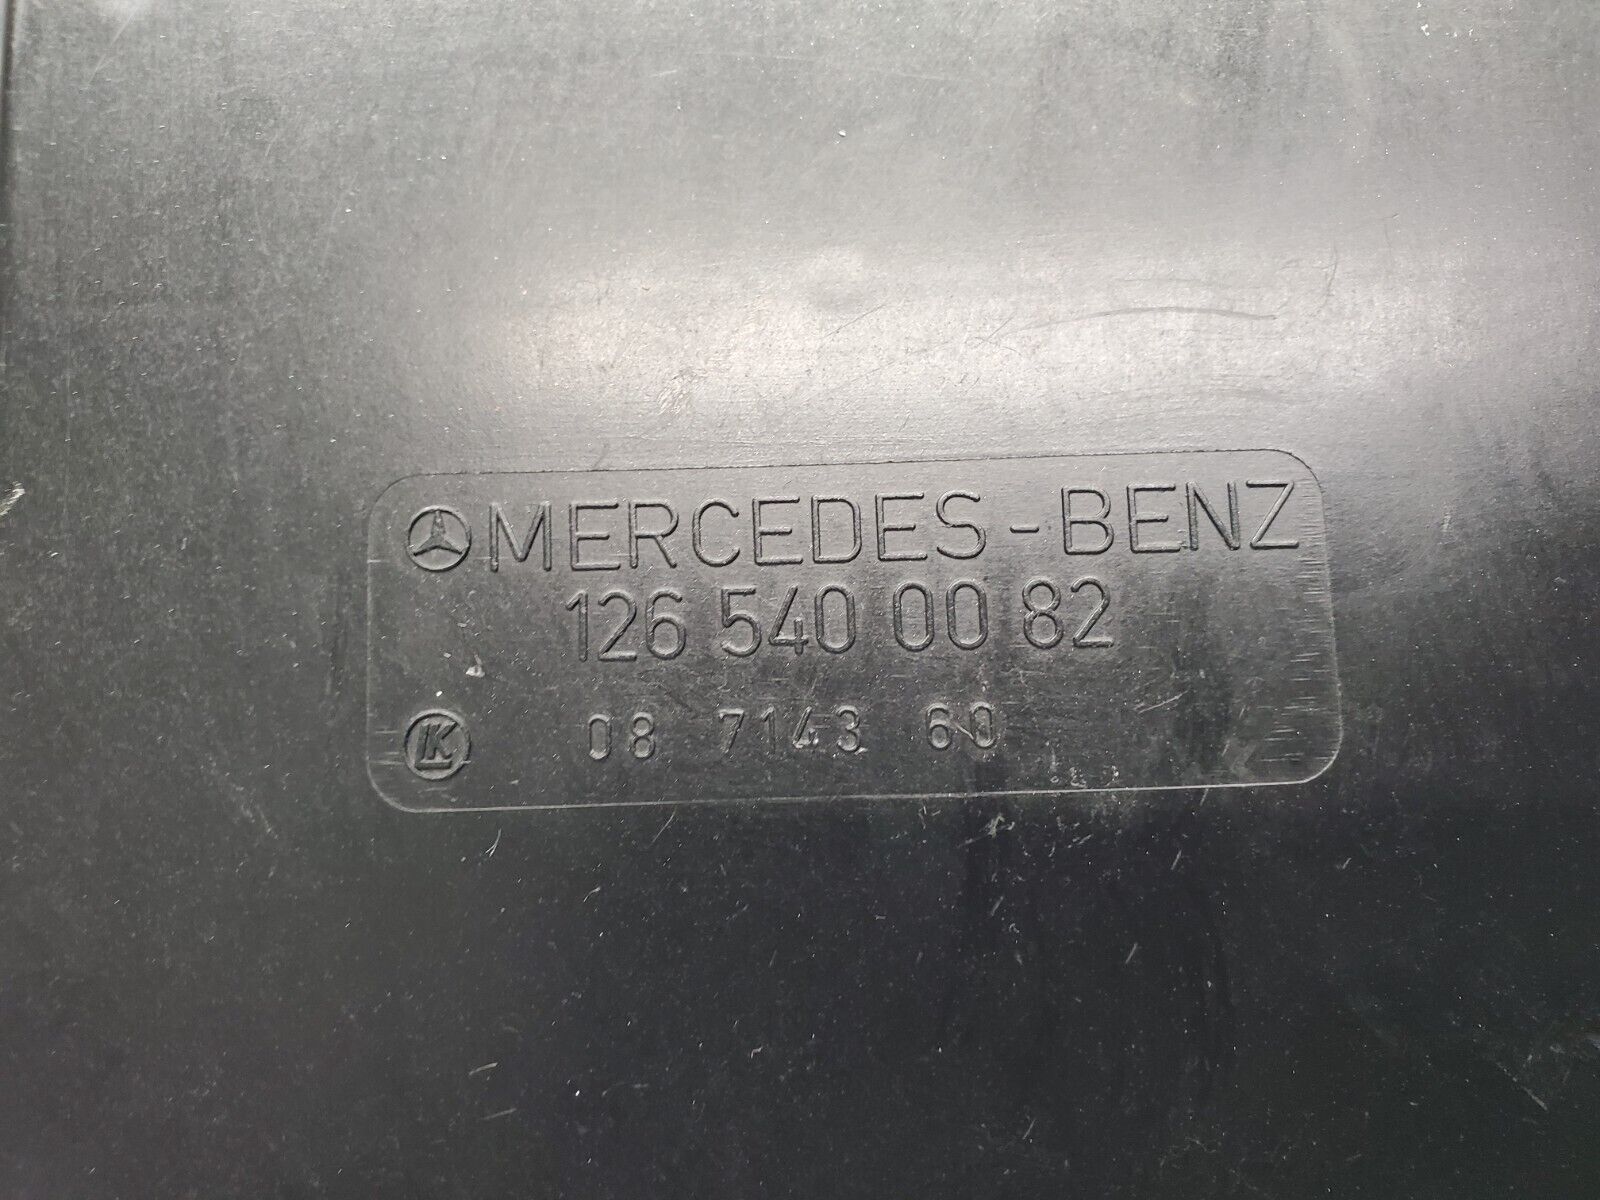 MERCEDES-BENZ
126 540 00 82
K 08 7143 60